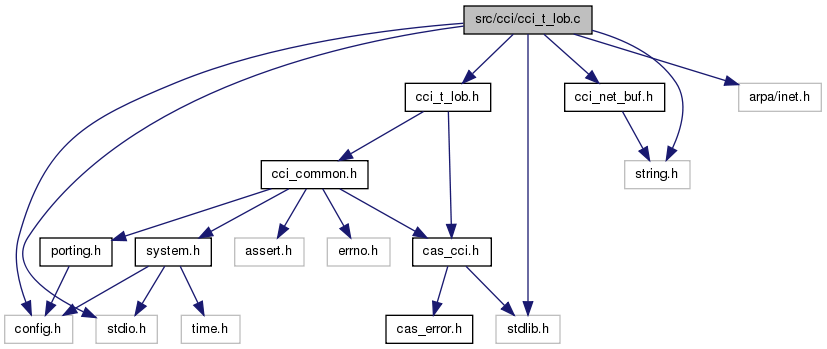 src/cci/cci_t_lob.c
cci_t_lob.h
cci_net_buf.h
arpa/inet.h
cci_common.h
string.h
porting.h
system.h
assert.h
errno.h
cas_cci.h
config.h
stdio.h
time.h
cas_error.h
stdlib.h